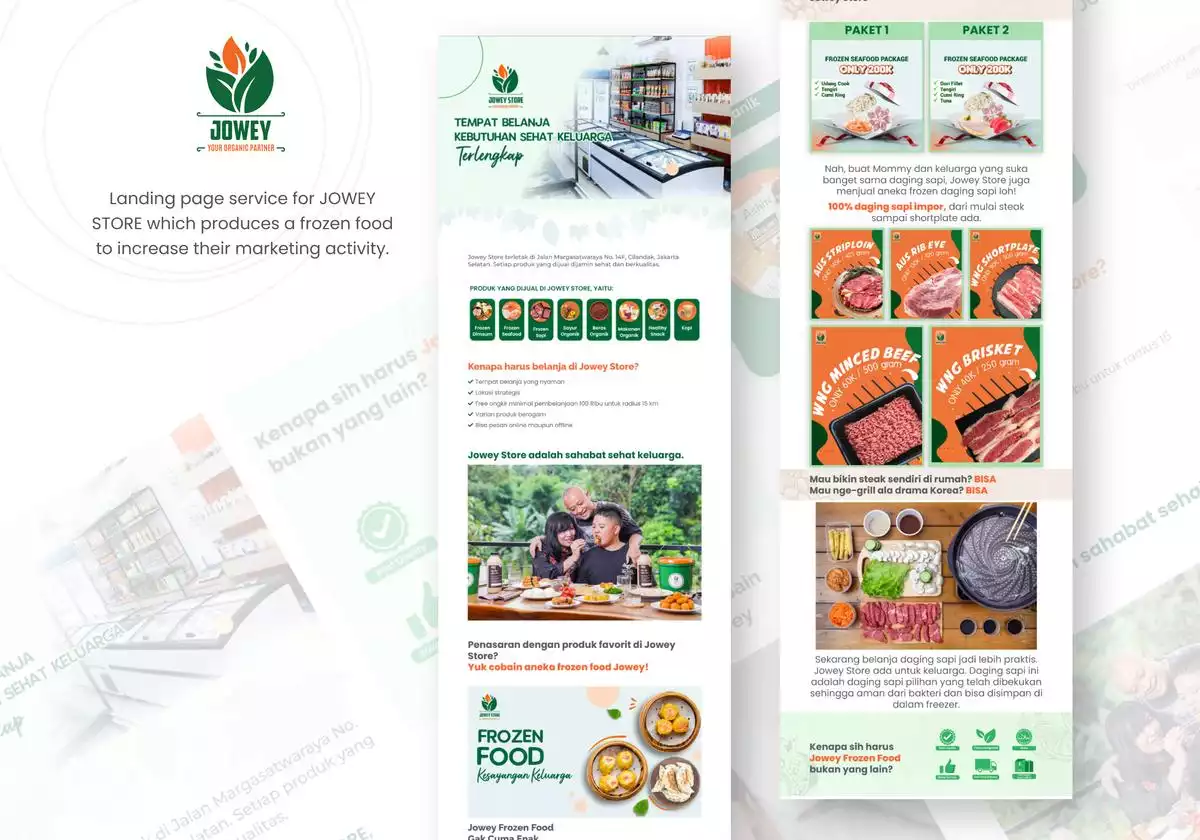 JOWEY
YOUR ORGANIC PARTNER
Landing page service for JOWEY
STORE which produces a frozen food
to increase their marketing activity.
JOWEY STORE
TEMPAT BELANJA
KEBUTUHAN SEHAT KELUARGA
Terlengkap
Jowey Store terletak di Jalan Margasatwaraya No. 14F, Cilandak, Jakarta
Selatan. Setiap produk yang dijual dijamin sehat dan berkualitas.
PRODUK YANG DIJUAL DI JOWEY STORE, YAITU:
Frozen Dimsum
Frozen Seafood
Frozen Sapi
Sayur Organik
Beras Organik
Makanan Organik
Healthy Snack
Kopi
Kenapa harus belanja di Jowey Store?
Tempat belanja yang nyaman
Lokasi strategis
Free ongkir minimal pembelanjaan 100 Ribu untuk radius 15 km
Varian produk beragam
Bisa pesan online maupun offline
Jowey Store adalah sahabat sehat keluarga.
Penasaran dengan produk favorit di Jowey
Store?
Yuk cobain aneka frozen food Jowey!
JOWEY STORE
FROZEN
FOOD
Kesayangan Keluarga
Jowey Frozen Food
Gak Cuma Enak
PAKET 1
FROZEN SEAFOOD PACKAGE
ONLY 200K
Udang Cook
Tengiri
Cumi Ring
PAKET 2
FROZEN SEAFOOD PACKAGE
ONLY 200K
Dori Fillet
Tengiri
Cumi Ring
Tuna
Nah, buat Mommy dan keluarga yang suka
banget sama daging sapi, Jowey Store juga
menjual aneka frozen daging sapi loh!
100% daging sapi impor, dari mulai steak
sampai shortplate ada.
AUS STRIPLOIN
AUS RIB EYE
WNG SHORTPLATE
WNG MINCED BEEF
ONLY 60K / 500 gram
WNG BRISKET
ONLY 40K / 250 gram
Mau bikin steak sendiri di rumah? BISA
Mau nge-grill ala drama Korea? BISA
Sekarang belanja daging sapi jadi lebih praktis.
Jowey Store ada untuk keluarga. Daging sapi ini
adalah daging sapi pilihan yang telah dibekukan
sehingga aman dari bakteri dan bisa disimpan di
dalam freezer.
Kenapa sih harus
Jowey Frozen Food
bukan yang lain?
Kenapa sih harus Jo
bukan yang lain?
ANJA
SEHAT KELUARGA
di Jalan Margasatwaraya No.
latan. Setiap produk yang
sahabat sehat
untuk radius 15